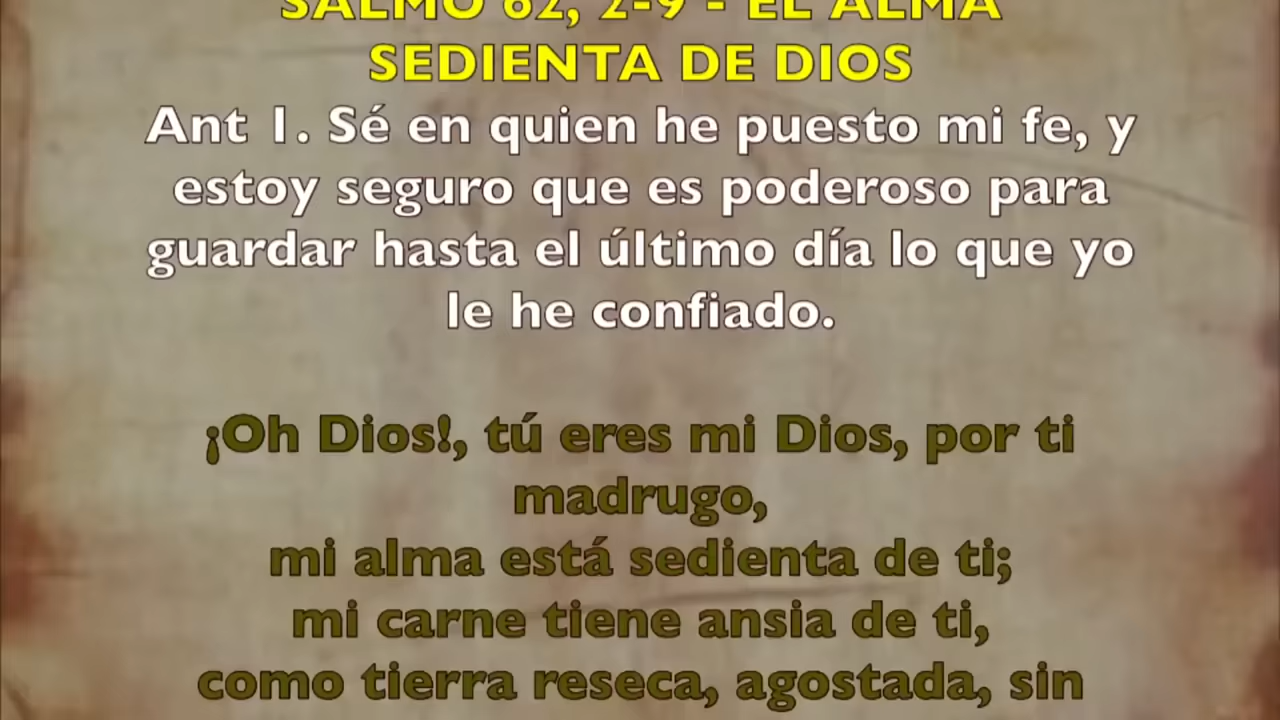 SALMO 62, 2-9 - EL ALMA
SEDIENTA DE DIOS
Ant 1. Sé en quien he puesto mi fe, y
estoy seguro que es poderoso para
guardar hasta el último día lo que yo
le he confiado.
¡Oh Dios!, tú eres mi Dios, por ti
madrugo,
mi alma está sedienta de ti;
mi carne tiene ansia de ti,
como tierra reseca, agostada, sin